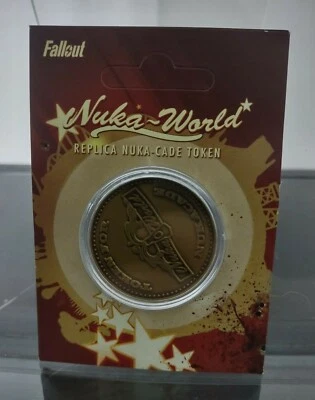 Fallout
Nuka~World
REPLICA NUKA-CADE TOKEN